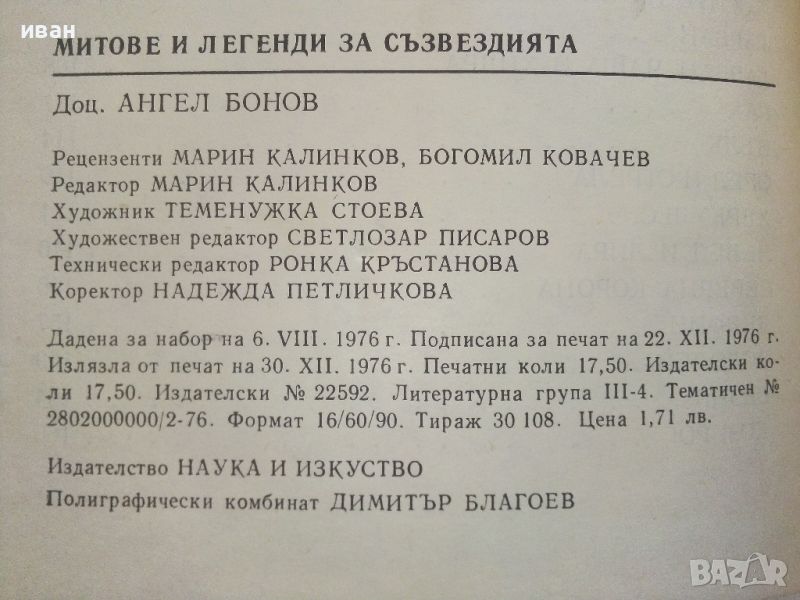 иван
МИТОВЕ И ЛЕГЕНДИ ЗА СЪЗВЕЗДИЯТА
Доц. АНГЕЛ БОНОВ
Рецензенти МАРИН КАЛИНКОВ, БОГОМИЛ КОВАЧЕВ
Редактор МАРИН КАЛИНКОВ
Художник ТЕМЕНУЖКА СТОЕВА
Художествен редактор СВЕТЛОЗАР ПИСАРОВ
Технически редактор РОНКА КРЪСТАНОВА
Коректор НАДЕЖДА ПЕТЛИЧКОВА
Дадена за набор на 6. VIII. 1976 г. Подписана за печат на 22. XII. 1976 г.
Излязла от печат на 30. XII. 1976 г. Печатни коли 17,50. Издателски ко-
ли 17,50. Издателски № 22592. Литературна група III-4. Тематичен №
2802000000/2-76. Формат 16/60/90. Тираж 30 108. Цена 1,71 лв.
Издателство НАУКА И ИЗКУСТВО
Полиграфически комбинат ДИМИТЪР БЛАГОЕВ
BAZAR